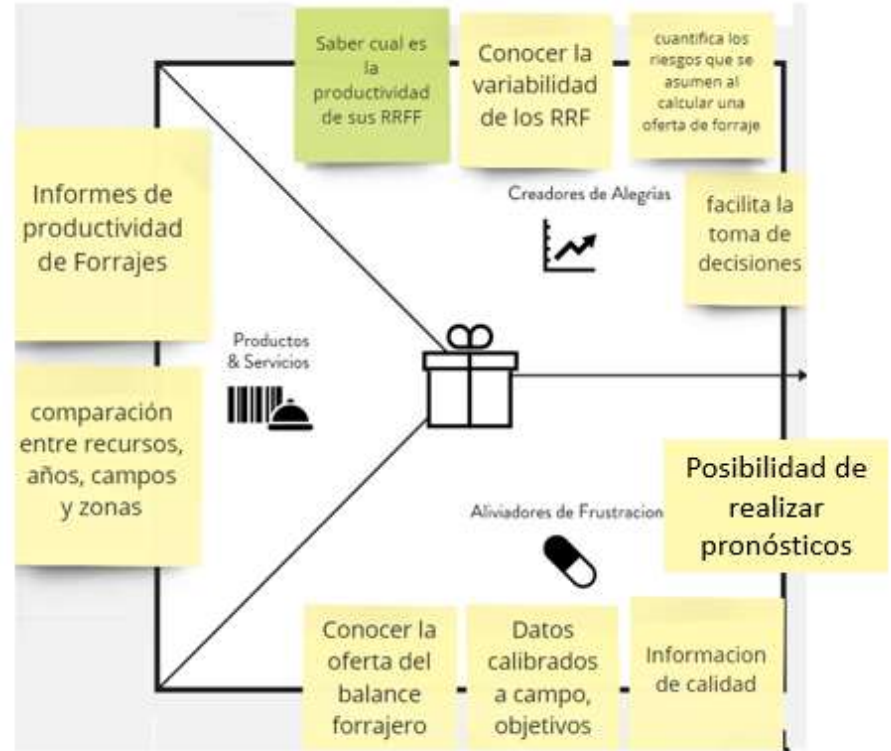 Saber cual es
la
productividad
de sus RRFF
Conocer la
variabilidad
de los RRF
cuantifica los
riesgos que se
asumen al
calcular una
oferta de forraje
Creadores de Alegrias
facilita la
toma de
decisiones
Informes de
productividad
de Forrajes
Productos
& Servicios
comparación
entre recursos,
años, campos
y zonas
Posibilidad de
realizar
pronósticos
Aliviadores de Frustracion
Conocer la
oferta del
balance
forrajero
Datos
calibrados
a campo,
objetivos
Informacion
de calidad